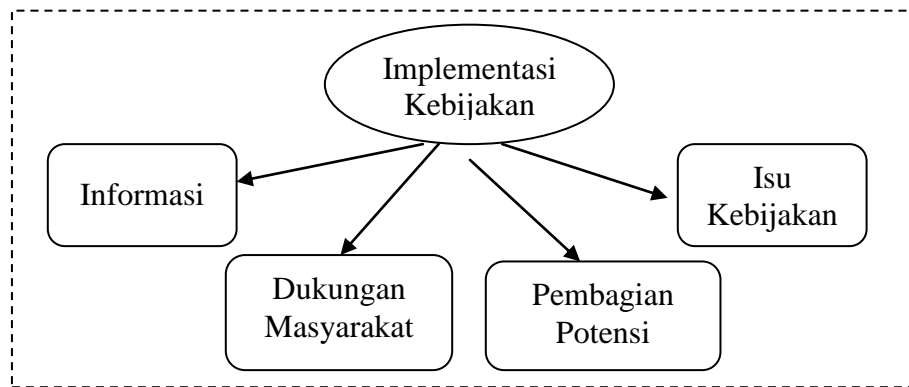 Implementasi
Kebijakan
Informasi
Isu
Kebijakan
Dukungan
Masyarakat
Pembagian
Potensi